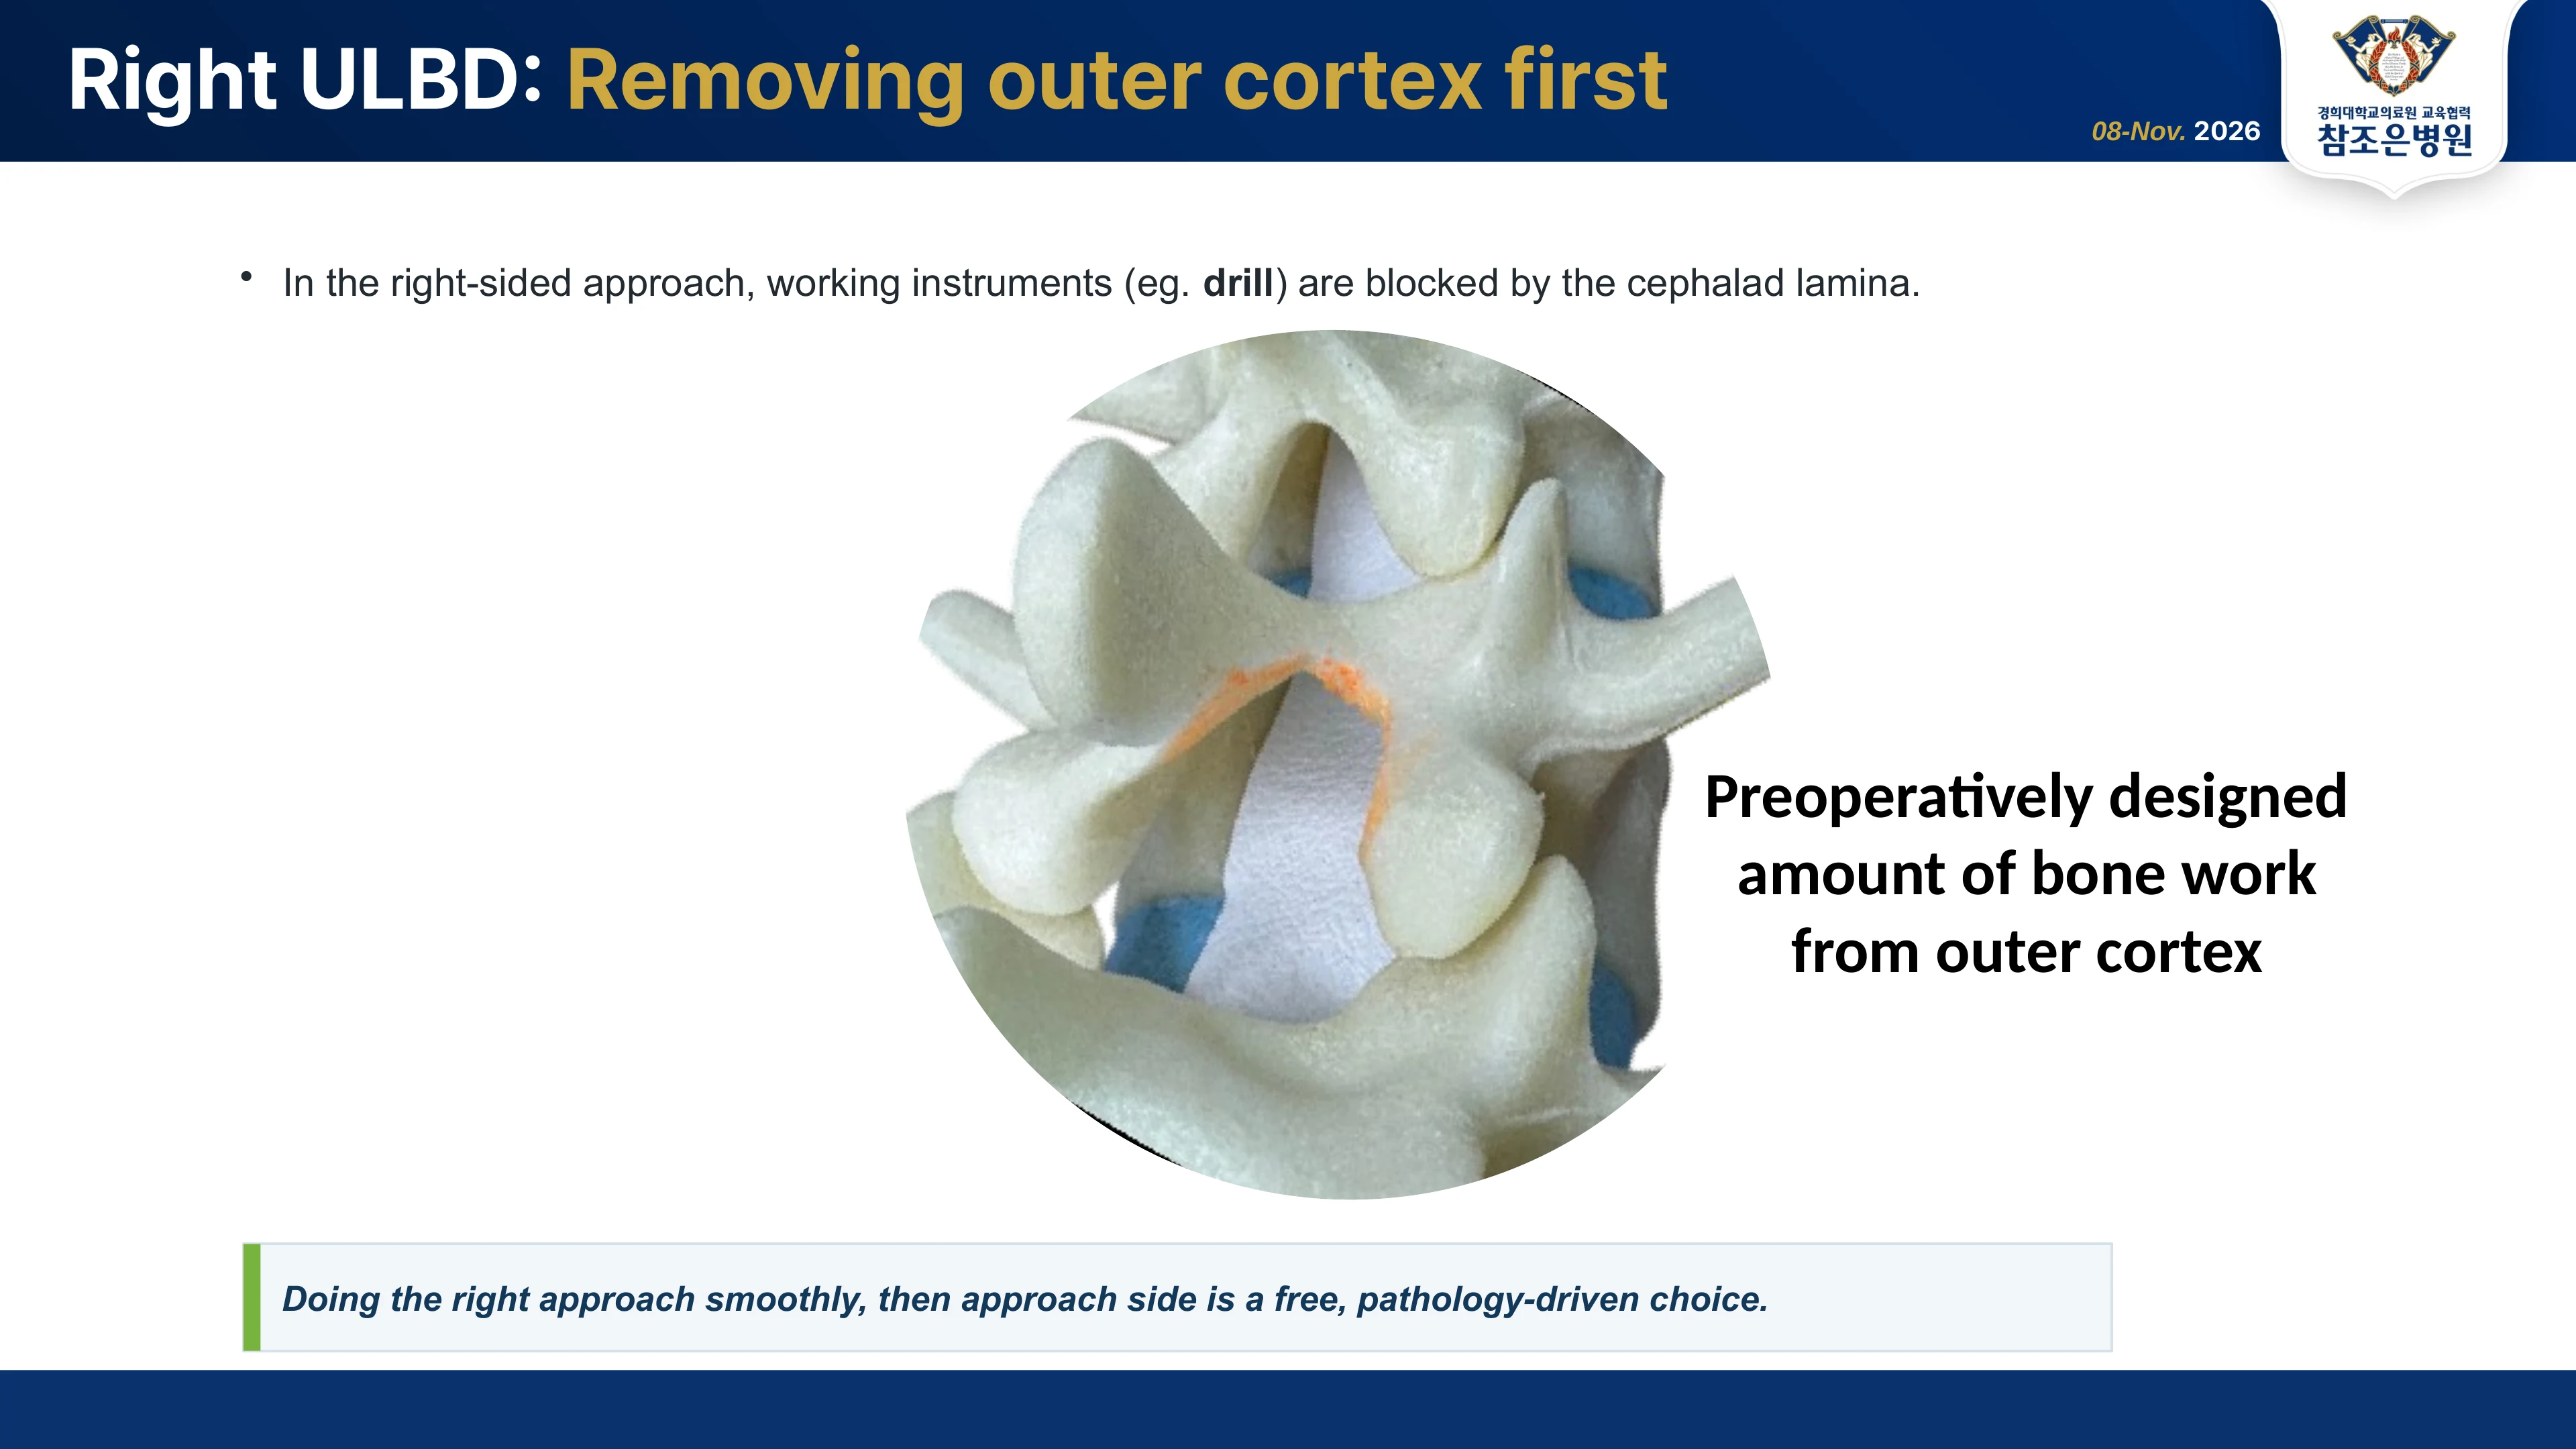 Right ULBD: Removing outer cortex first
08-Nov. 2026
경희대학교의료원 교육협력
참조은병원
• In the right-sided approach, working instruments (eg. drill) are blocked by the cephalad lamina.
Preoperatively designed
amount of bone work
from outer cortex
Doing the right approach smoothly, then approach side is a free, pathology-driven choice.